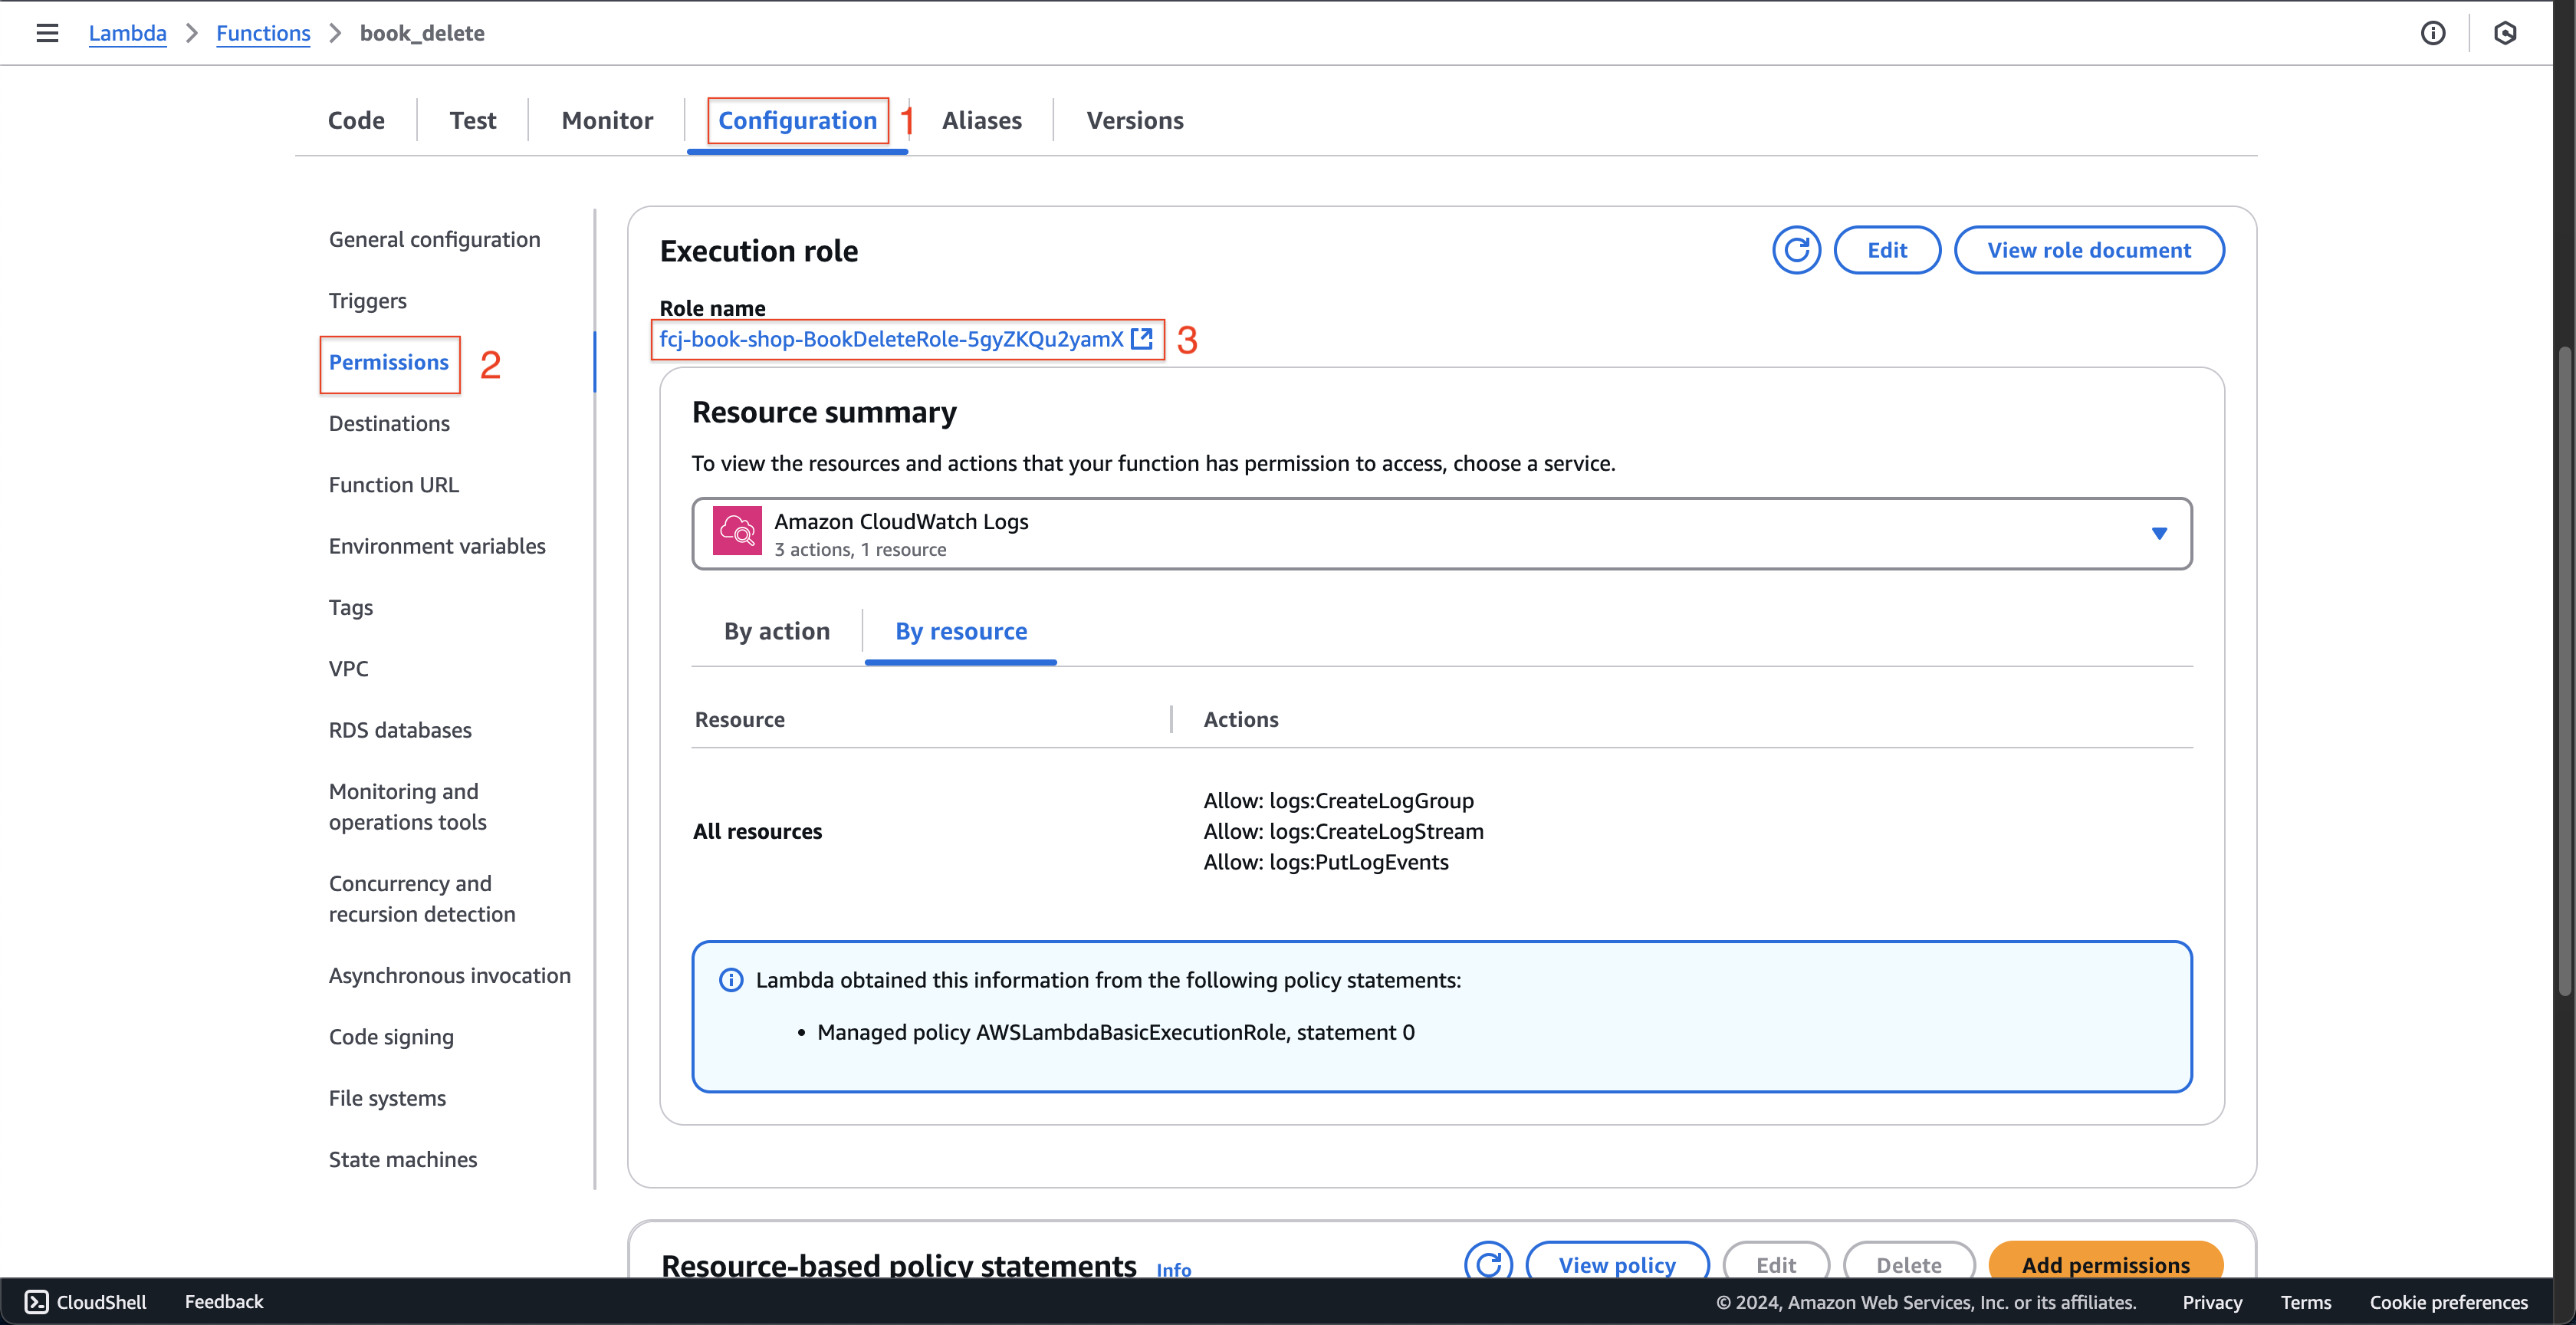 Lambda > Functions > book_delete
Code Test Monitor Configuration 1 Aliases Versions
General configuration
Triggers
Permissions 2
Destinations
Function URL
Environment variables
Tags
VPC
RDS databases
Monitoring and
operations tools
Concurrency and
recursion detection
Asynchronous invocation
Code signing
File systems
State machines
Execution role
Edit View role document
Role name
fcj-book-shop-BookDeleteRole-5gyZKQu2yamX 3
Resource summary
To view the resources and actions that your function has permission to access, choose a service.
Amazon CloudWatch Logs
3 actions, 1 resource
By action By resource
Resource Actions
All resources
Allow: logs:CreateLogGroup
Allow: logs:CreateLogStream
Allow: logs:PutLogEvents
Lambda obtained this information from the following policy statements:
• Managed policy AWSLambdaBasicExecutionRole, statement 0
Resource-based policy statements Info View policy Edit Delete Add permissions
CloudShell Feedback © 2024, Amazon Web Services, Inc. or its affiliates. Privacy Terms Cookie preferences